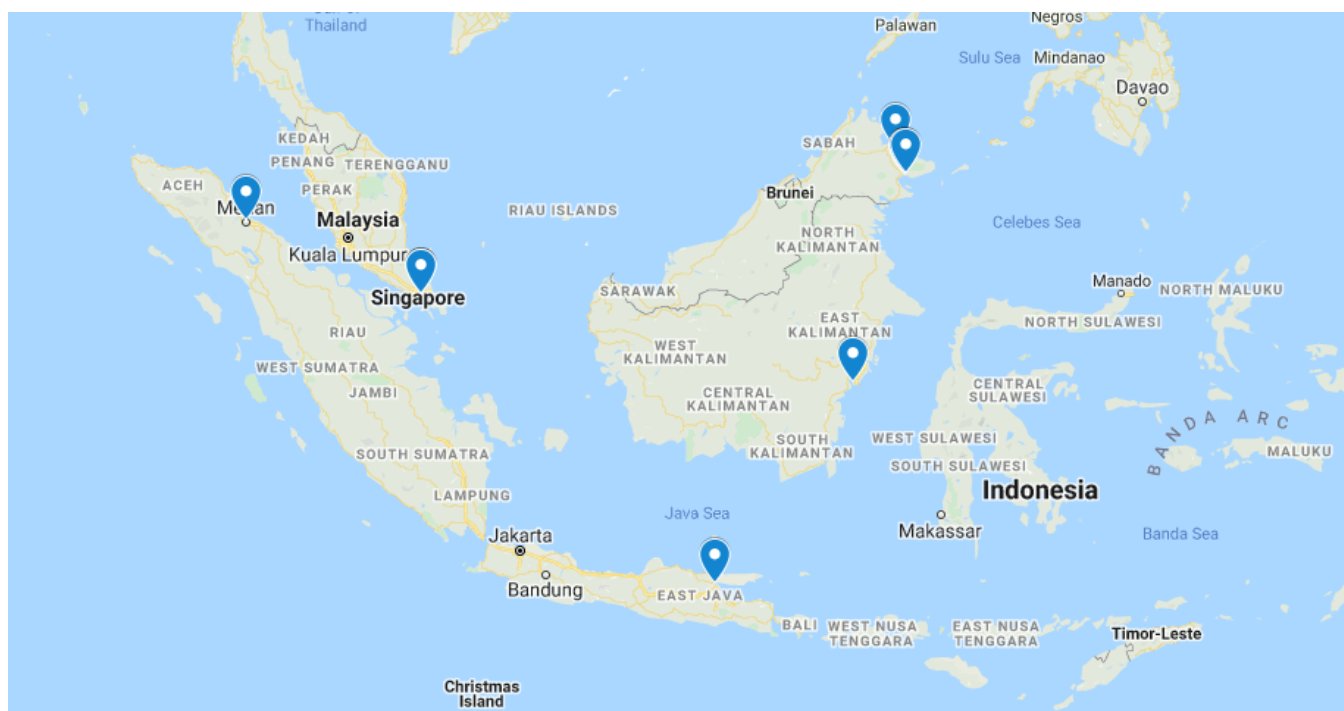 Thailand
Palawan
Negros
Sulu Sea
Mindanao
Davao
KEDAH
PENANG
TERENGGANU
SABAH
ACEH
PERAK
Brunei
Malaysia
RIAU ISLANDS
Celebes Sea
NORTH
KALIMANTAN
Kuala Lumpur
Manado
SARAWAK
NORTH MALUKU
Singapore
EAST
KALIMANTAN
NORTH SULAWESI
RIAU
WEST
KALIMANTAN
WEST SUMATRA
JAMBI
CENTRAL
SULAWESI
CENTRAL
KALIMANTAN
BANDA ARC
SOUTH
KALIMANTAN
WEST SULAWESI
MALUKU
SOUTH SUMATRA
SOUTH SULAWESI
LAMPUNG
Indonesia
Java Sea
Makassar
Banda Sea
Jakarta
Bandung
EAST JAVA
BALI
WEST NUSA
TENGGARA
EAST NUSA
TENGGARA
Timor-Leste
Christmas
Island